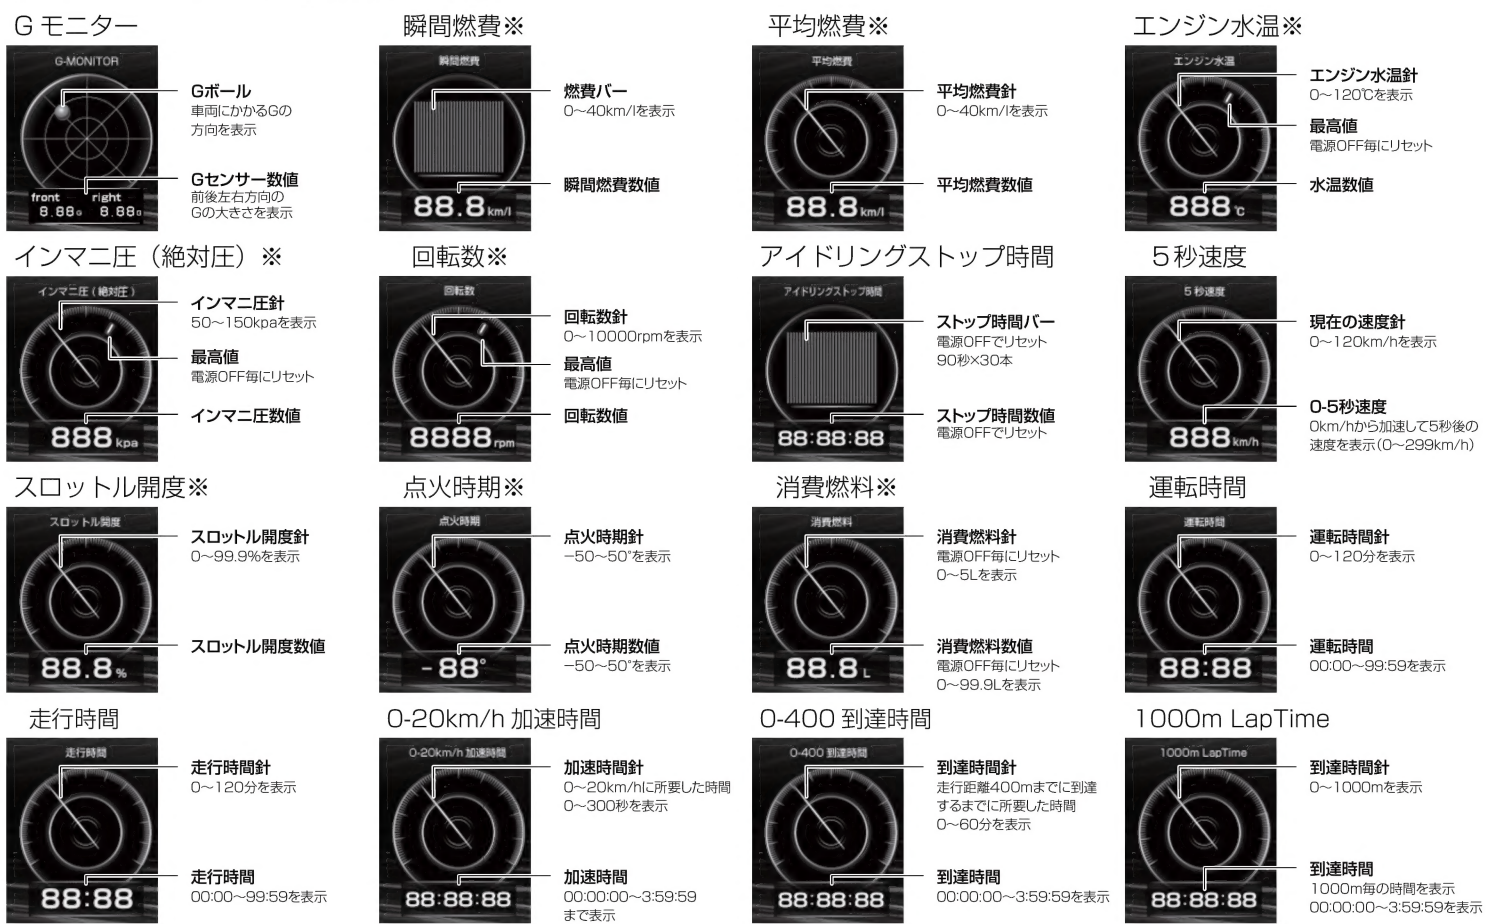 Gモニター
G-MONITOR
Gボール
車両にかかるGの
方向を表示
Gセンサー数値
前後左右方向の
Gの大きさを表示
front right
8.88G 8.88G
瞬間燃費※
瞬間燃費
燃費バー
0〜40km/lを表示
瞬間燃費数値
88.8km/l
平均燃費※
平均燃費
平均燃費針
0〜40km/lを表示
平均燃費数値
88.8km/l
エンジン水温※
エンジン水温
エンジン水温針
0〜120℃を表示
最高値
電源OFF毎にリセット
水温数値
888℃
インマニ圧（絶対圧）※
インマニ圧(絶対圧)
インマニ圧針
50〜150kpaを表示
最高値
電源OFF毎にリセット
インマニ圧数値
888kpa
回転数※
回転数
回転数針
0〜10000rpmを表示
最高値
電源OFF毎にリセット
回転数値
8888rpm
アイドリングストップ時間
アイドリングストップ時間
ストップ時間バー
電源OFFでリセット
90秒×30本
ストップ時間数値
電源OFFでリセット
88:88:88
5秒速度
5秒速度
現在の速度針
0〜120km/hを表示
0-5秒速度
0km/hから加速して5秒後の
速度を表示(0〜299km/h)
888km/h
スロットル開度※
スロットル開度
スロットル開度針
0〜99.9%を表示
スロットル開度数値
88.8%
点火時期※
点火時期
点火時期針
−50〜50°を表示
点火時期数値
−50〜50°を表示
-88°
消費燃料※
消費燃料
消費燃料針
電源OFF毎にリセット
0〜5Lを表示
消費燃料数値
電源OFF毎にリセット
0〜99.9Lを表示
88.8L
運転時間
運転時間
運転時間針
0〜120分を表示
運転時間
00:00〜99:59を表示
88:88
走行時間
走行時間
走行時間針
0〜120分を表示
走行時間
00:00〜99:59を表示
88:88
0-20km/h 加速時間
0-20km/h 加速時間
加速時間針
0〜20km/hに所要した時間
0〜300秒を表示
加速時間
00:00:00〜3:59:59
まで表示
88:88:88
0-400 到達時間
0-400 到達時間
到達時間針
走行距離400mまでに到達
するまでに所要した時間
0〜60分を表示
到達時間
00:00:00〜3:59:59を表示
88:88:88
1000m LapTime
1000m LapTime
到達時間針
0〜1000mを表示
到達時間
1000m毎の時間を表示
00:00:00〜3:59:59を表示
88:88:88